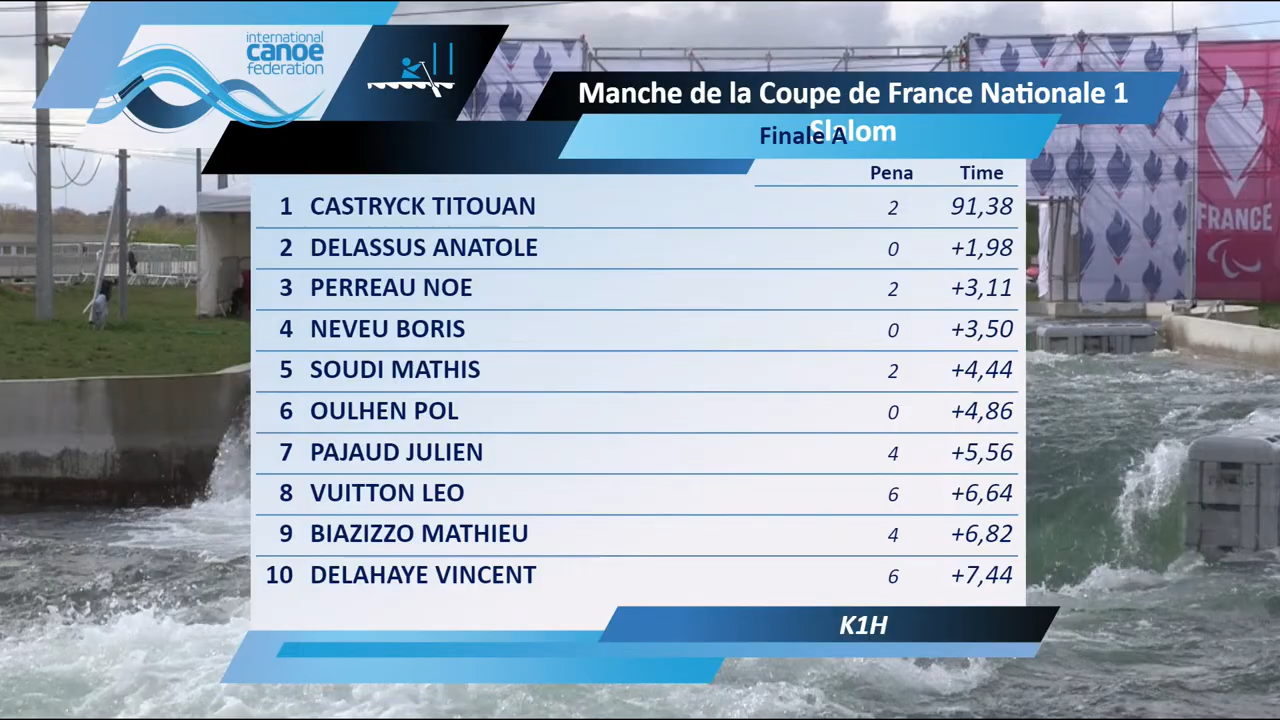 international
canoe
federation
Manche de la Coupe de France Nationale 1
Slalom
Finale A
Pena Time
1 CASTRYCK TITOUAN 2 91,38
2 DELASSUS ANATOLE 0 +1,98
3 PERREAU NOE 2 +3,11
4 NEVEU BORIS 0 +3,50
5 SOUDI MATHIS 2 +4,44
6 OULHEN POL 0 +4,86
7 PAJAUD JULIEN 4 +5,56
8 VUITTON LEO 6 +6,64
9 BIAZIZZO MATHIEU 4 +6,82
10 DELAHAYE VINCENT 6 +7,44
K1H
FRANCE